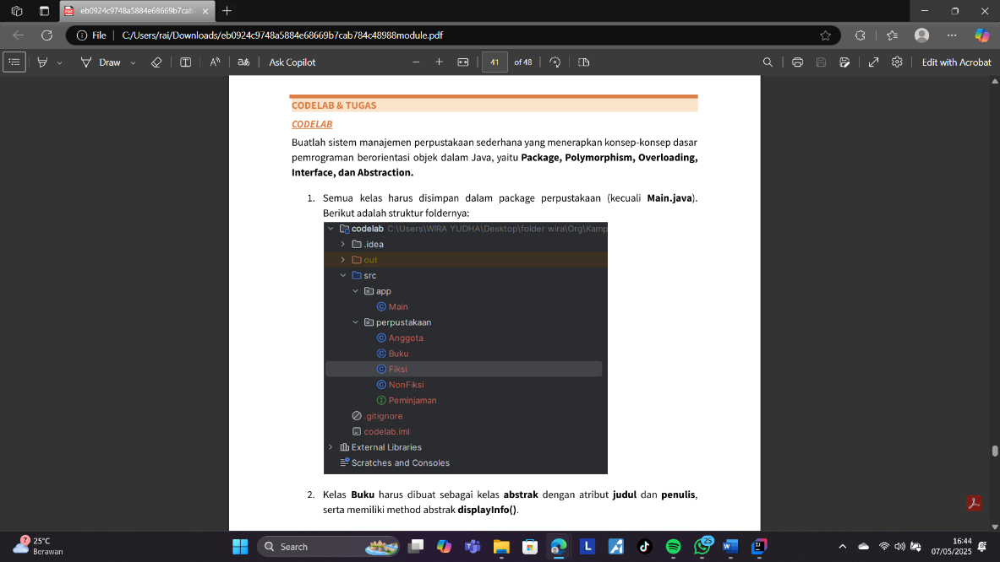 eb0924c9748a5884e68669b7cab
File
C:/Users/rai/Downloads/eb0924c9748a5884e68669b7cab784c48988module.pdf
Draw
Ask Copilot
41 of 48
Edit with Acrobat
CODELAB & TUGAS
CODELAB
Buatlah sistem manajemen perpustakaan sederhana yang menerapkan konsep-konsep dasar
pemrograman berorientasi objek dalam Java, yaitu Package, Polymorphism, Overloading,
Interface, dan Abstraction.
1. Semua kelas harus disimpan dalam package perpustakaan (kecuali Main.java).
Berikut adalah struktur foldernya:
codelab C:\Users\WIRA YUDHA\Desktop\folder wira\Org\Kamp
.idea
out
src
app
Main
perpustakaan
Anggota
Buku
Fiksi
NonFiksi
Peminjaman
.gitignore
codelab.iml
External Libraries
Scratches and Consoles
2. Kelas Buku harus dibuat sebagai kelas abstrak dengan atribut judul dan penulis,
serta memiliki method abstrak displayInfo().
7
25°C
Berawan
Search
25
16:44
07/05/2025